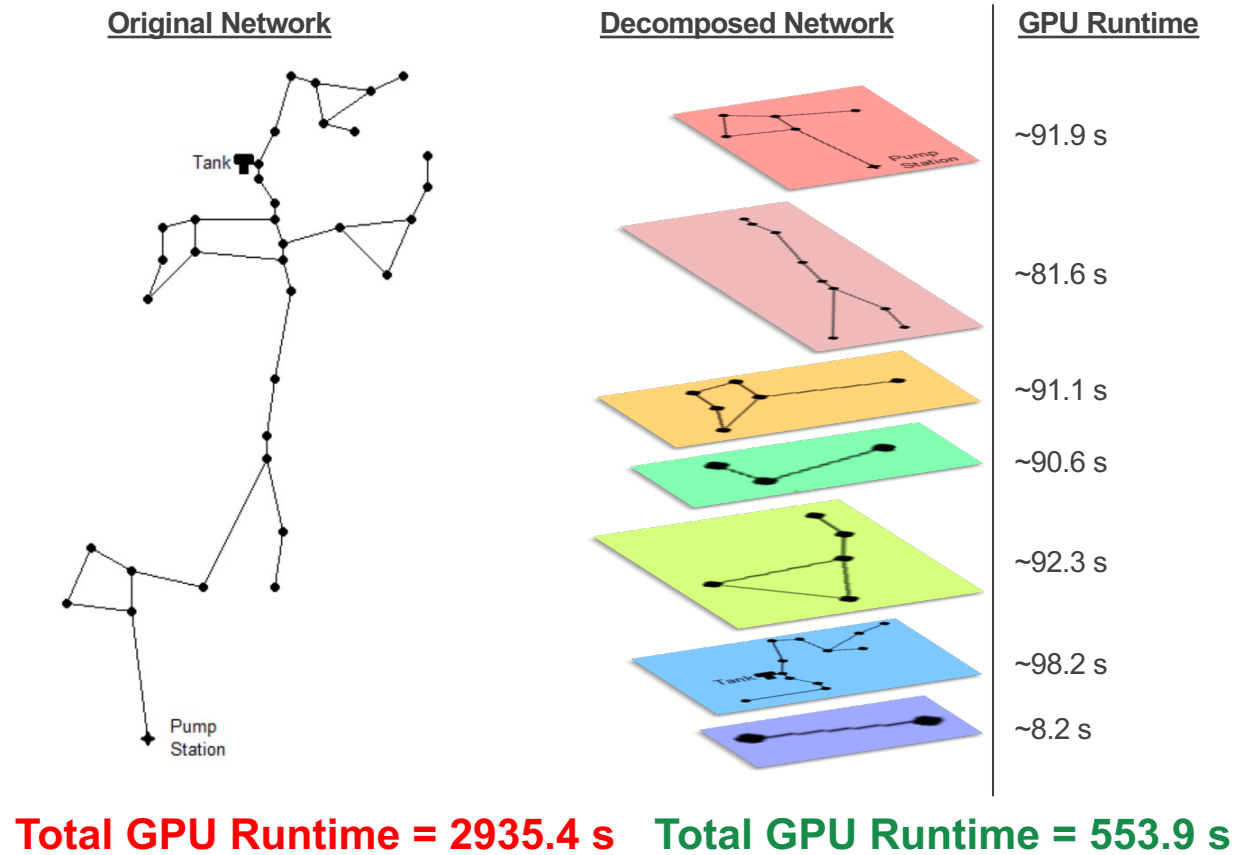 Original Network
Decomposed Network
GPU Runtime
Tank
Pump
Station
Pump
Station
Tank
~91.9 s
~81.6 s
~91.1 s
~90.6 s
~92.3 s
~98.2 s
~8.2 s
Total GPU Runtime = 2935.4 s
Total GPU Runtime = 553.9 s